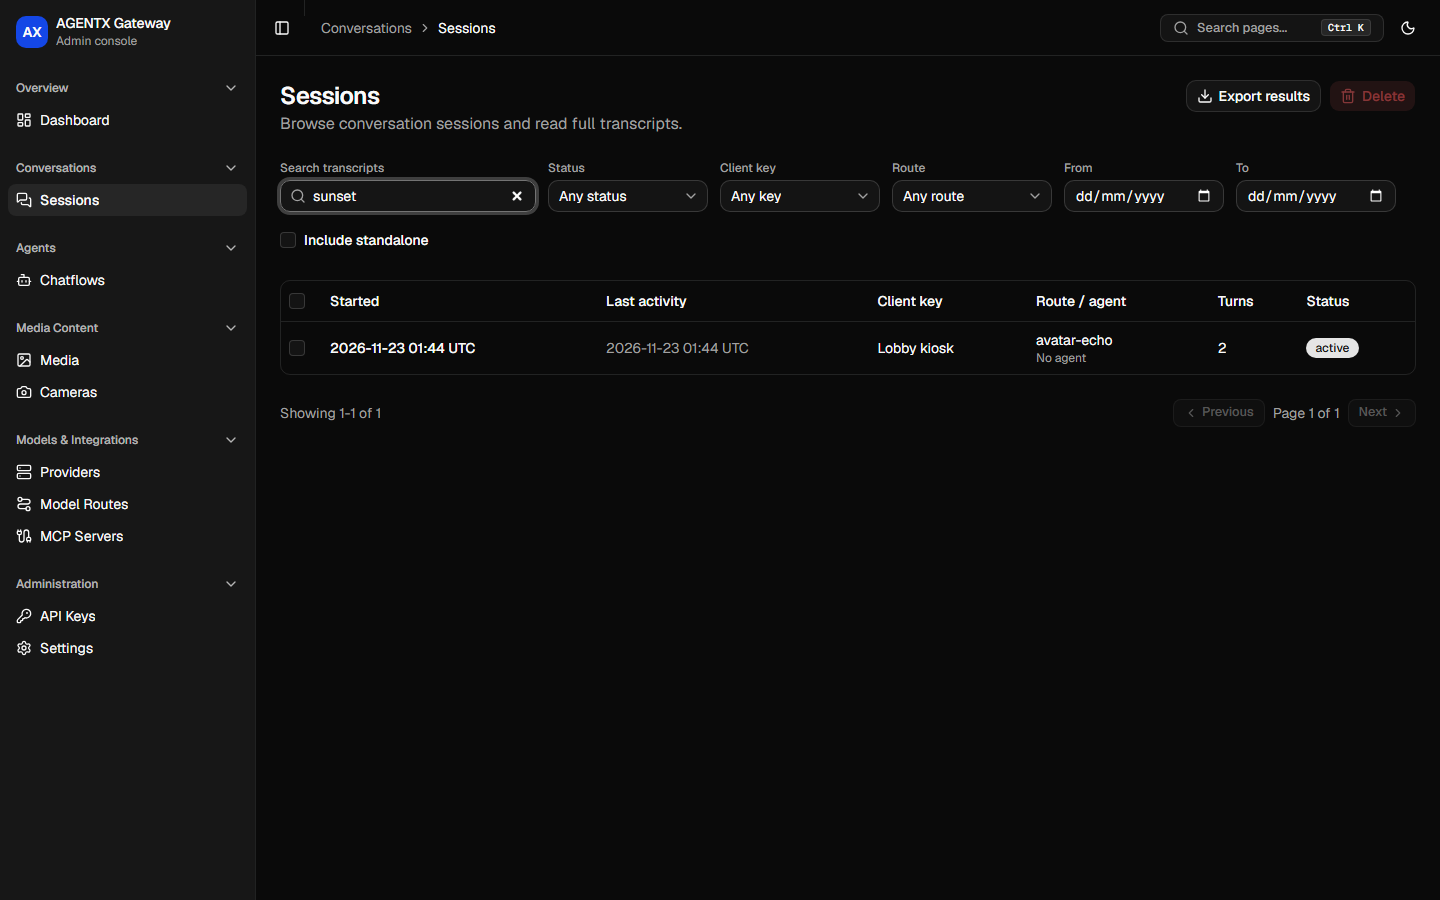 AX
AGENTX Gateway
Admin console
Overview
Dashboard
Conversations
Sessions
Agents
Chatflows
Media Content
Media
Cameras
Models & Integrations
Providers
Model Routes
MCP Servers
Administration
API Keys
Settings
Conversations > Sessions
Search pages... Ctrl K
Sessions
Browse conversation sessions and read full transcripts.
Export results Delete
Search transcripts Status Client key Route From To
sunset Any status Any key Any route dd/mm/yyyy dd/mm/yyyy
Include standalone
Started Last activity Client key Route / agent Turns Status
2026-11-23 01:44 UTC 2026-11-23 01:44 UTC Lobby kiosk avatar-echo 2 active
No agent
Showing 1-1 of 1
Previous Page 1 of 1 Next